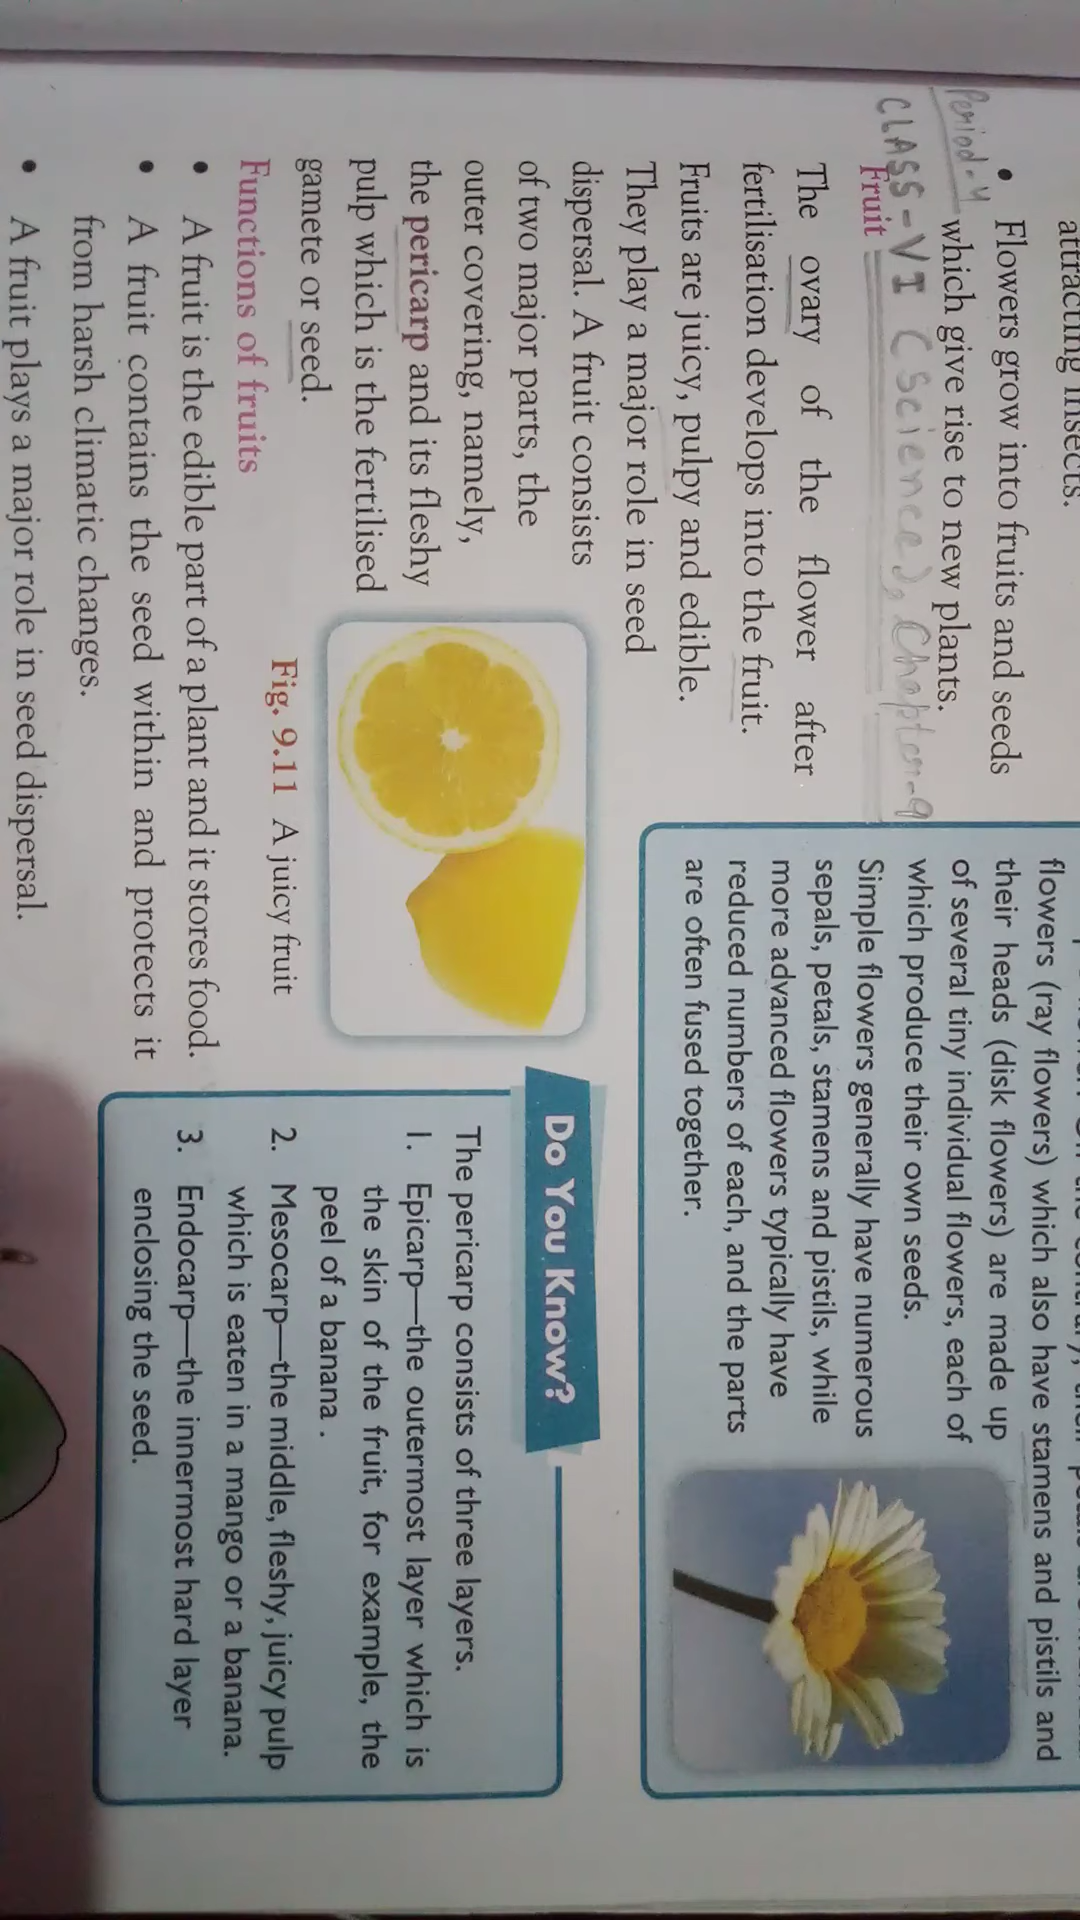 attracting insects.
• Flowers grow into fruits and seeds
Period-4 which give rise to new plants.
CLASS-VI (Science), Chapter-9
Fruit
The ovary of the flower after
fertilisation develops into the fruit.
Fruits are juicy, pulpy and edible.
They play a major role in seed
dispersal. A fruit consists
of two major parts, the
outer covering, namely,
the pericarp and its fleshy
pulp which is the fertilised
gamete or seed.
Fig. 9.11 A juicy fruit
Functions of fruits
• A fruit is the edible part of a plant and it stores food.
• A fruit contains the seed within and protects it
from harsh climatic changes.
• A fruit plays a major role in seed dispersal.
flowers (ray flowers) which also have stamens and pistils and
their heads (disk flowers) are made up
of several tiny individual flowers, each of
which produce their own seeds.
Simple flowers generally have numerous
sepals, petals, stamens and pistils, while
more advanced flowers typically have
reduced numbers of each, and the parts
are often fused together.
Do You Know?
The pericarp consists of three layers.
1. Epicarp—the outermost layer which is
the skin of the fruit, for example, the
peel of a banana .
2. Mesocarp—the middle, fleshy, juicy pulp
which is eaten in a mango or a banana.
3. Endocarp—the innermost hard layer
enclosing the seed.